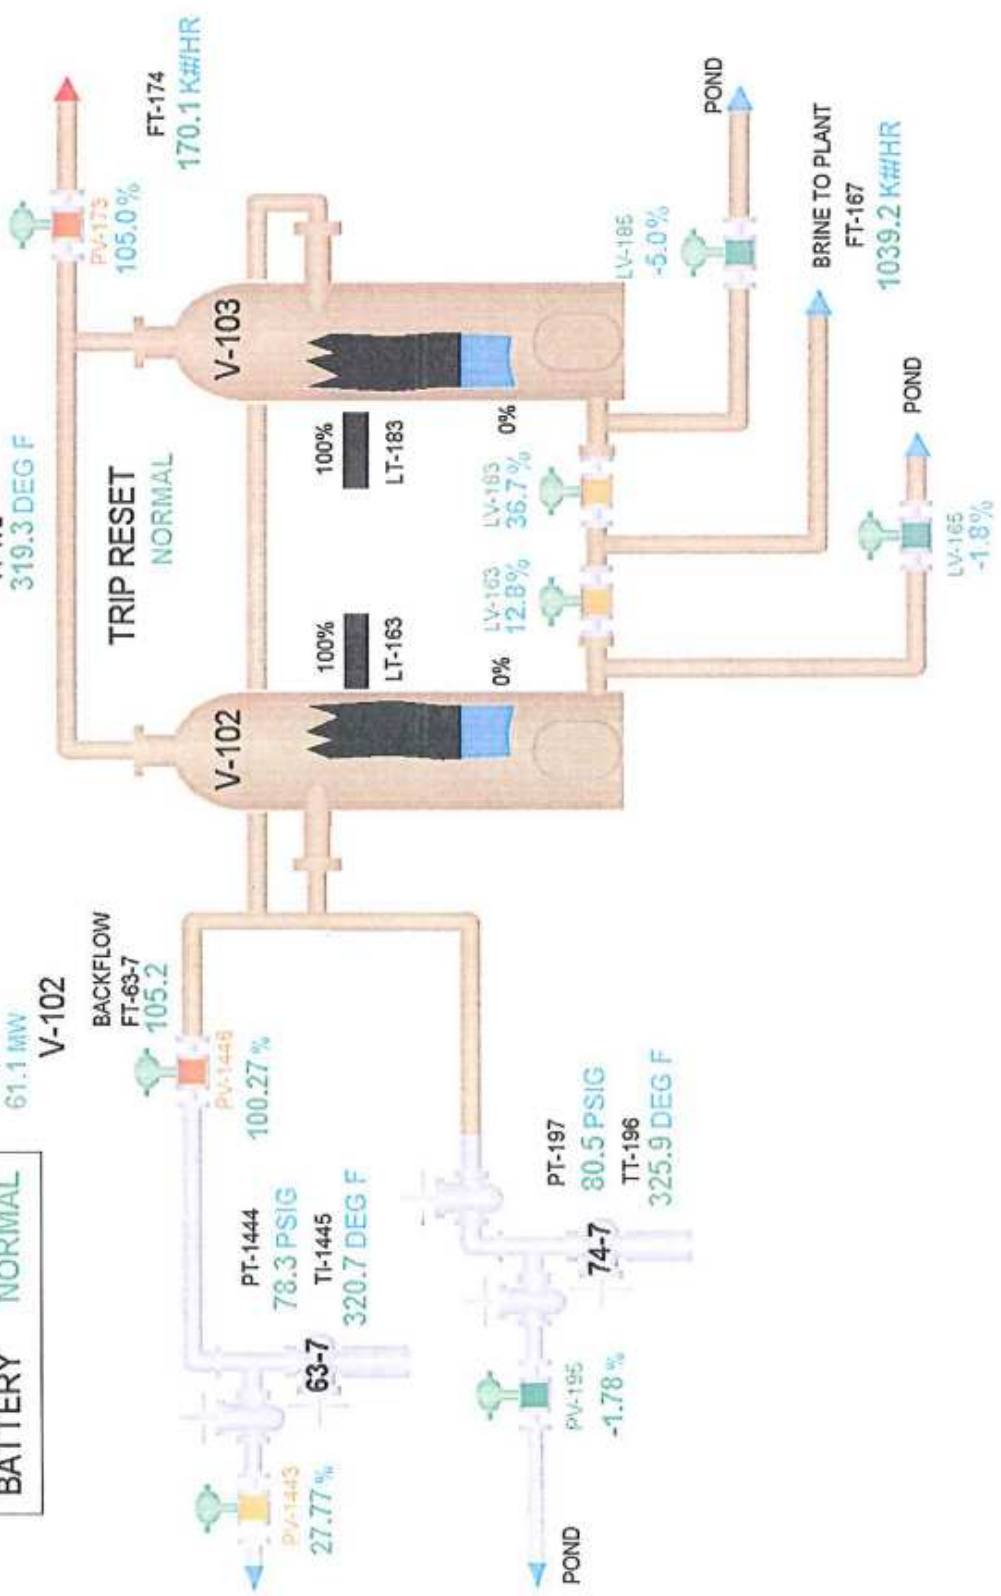 BATTERY NORMAL
61.1 MW
V-102
319.3 DEG F
TRIP RESET
NORMAL
PV-173
105.0%
FT-174
170.1 K#/HR
BACKFLOW
FT-63-7
105.2
PV-1446
100.27%
V-102
V-103
100%
LT-163
0%
100%
LT-183
0%
PT-1444
78.3 PSIG
TI-1445
320.7 DEG F
63-7
PV-1443
27.77%
LV-163
12.8%
LV-163
36.7%
LV-185
-5.0%
POND
BRINE TO PLANT
FT-167
1039.2 K#/HR
POND
LV-165
-1.8%
PT-197
80.5 PSIG
TT-196
325.9 DEG F
74-7
PV-195
-1.78%
POND